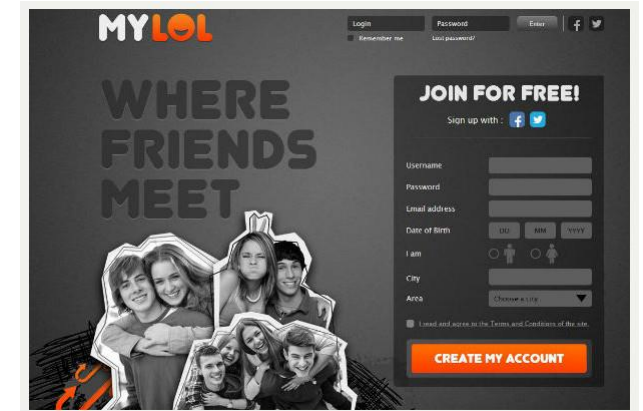 MYLOL
Login Password Enter
Remember me Lost password?
WHERE
FRIENDS
MEET
JOIN FOR FREE!
Sign up with :
Username
Password
Email address
Date of Birth DD MM YYYY
I am
City
Area Choose a city
I read and agree to the Terms and Conditions of the site.
CREATE MY ACCOUNT